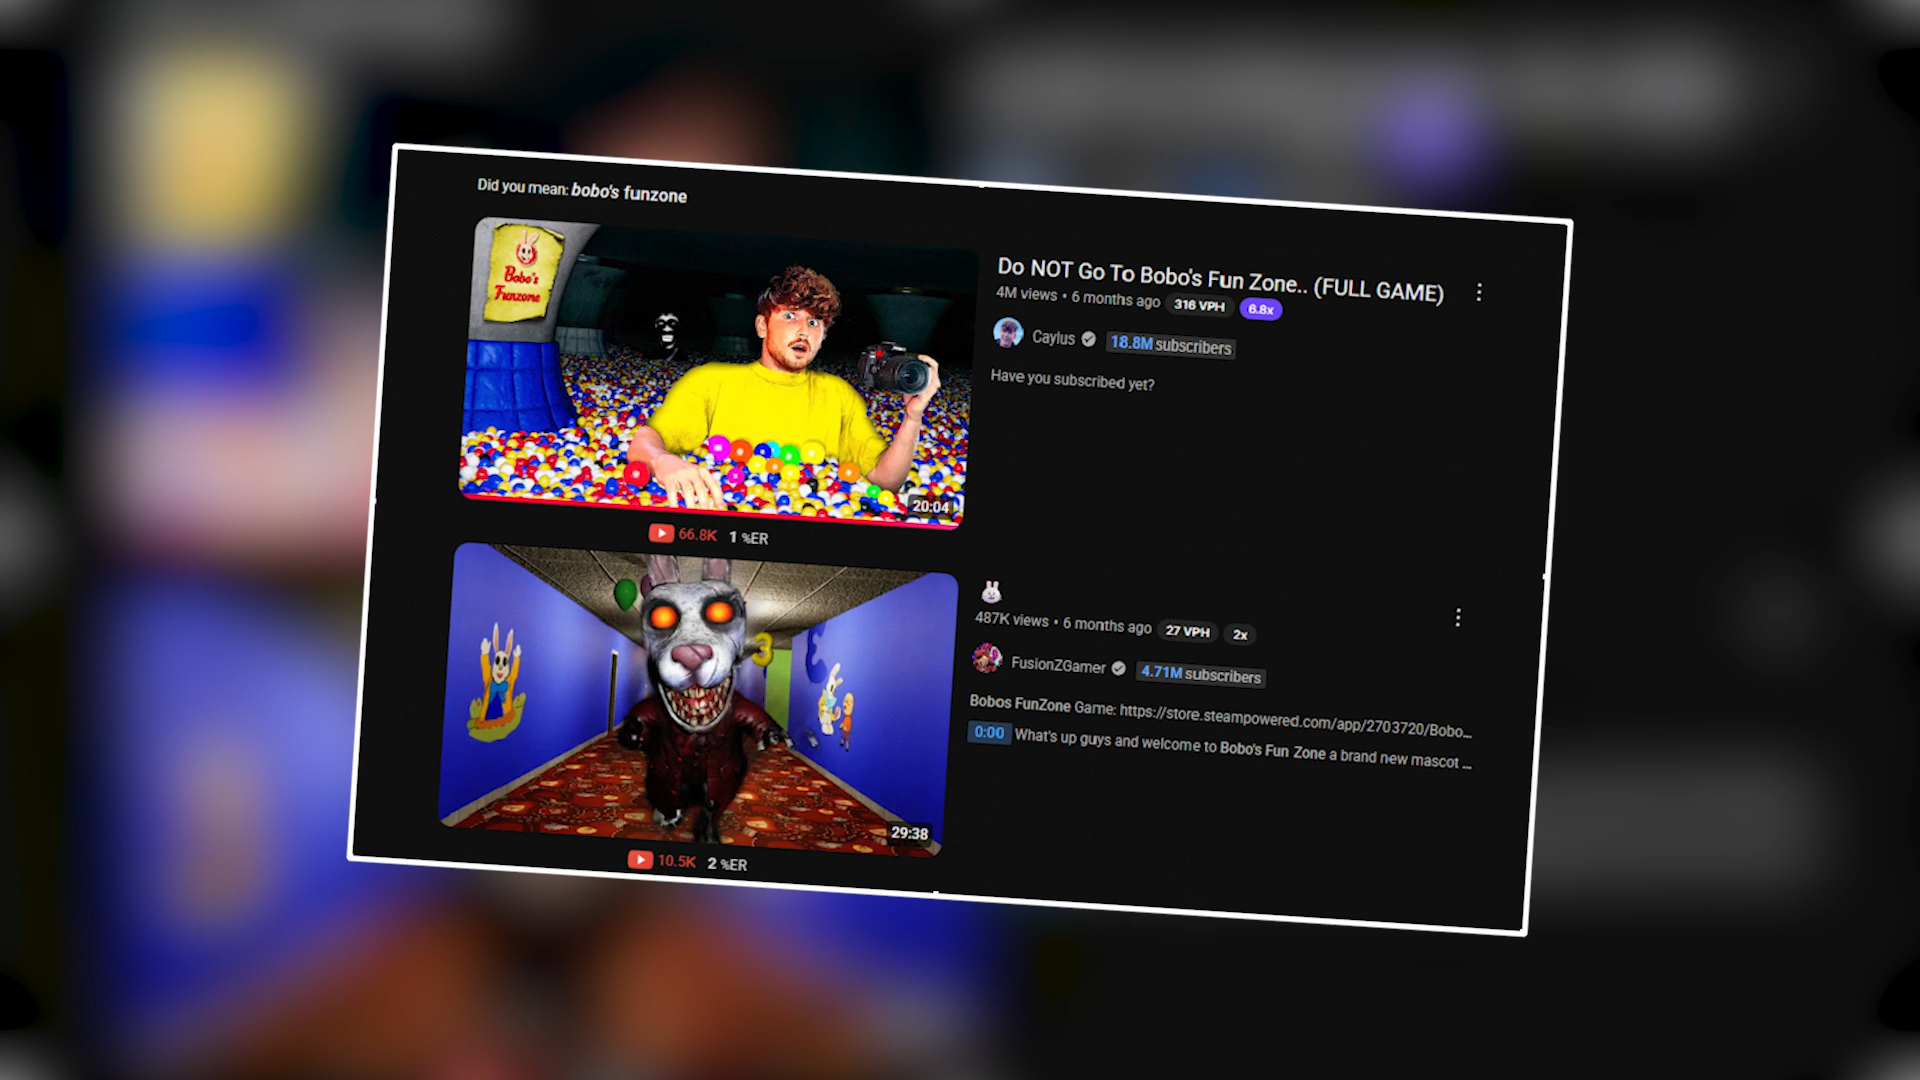 Did you mean: bobo's funzone
Bobo's
Funzone
20:04
Do NOT Go To Bobo's Fun Zone.. (FULL GAME)
4M views • 6 months ago 316 VPH 6.8x
Caylus 18.8M subscribers
Have you subscribed yet?
66.8K 1 %ER
3
29:38
487K views • 6 months ago 27 VPH 2x
FusionZGamer 4.71M subscribers
Bobos FunZone Game: https://store.steampowered.com/app/2703720/Bobo...
0:00 What's up guys and welcome to Bobo's Fun Zone a brand new mascot ...
10.5K 2 %ER